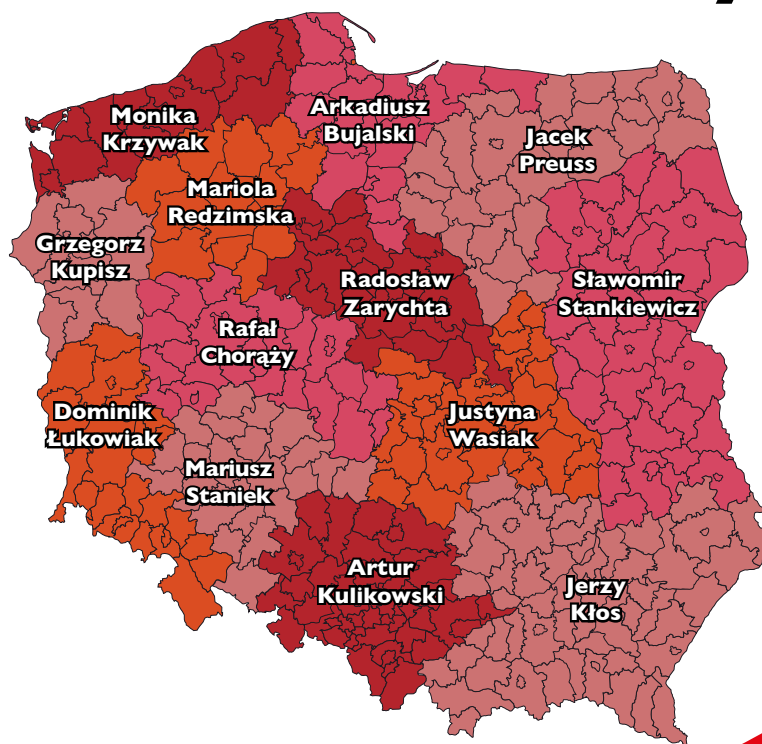 Monika
Krzywak
Arkadiusz
Bujalski
Jacek
Preuss
Mariola
Redzimska
Grzegorz
Kupisz
Radosław
Zarychta
Sławomir
Stankiewicz
Rafał
Chorąży
Dominik
Łukowiak
Justyna
Wasiak
Mariusz
Staniek
Artur
Kulikowski
Jerzy
Kłos